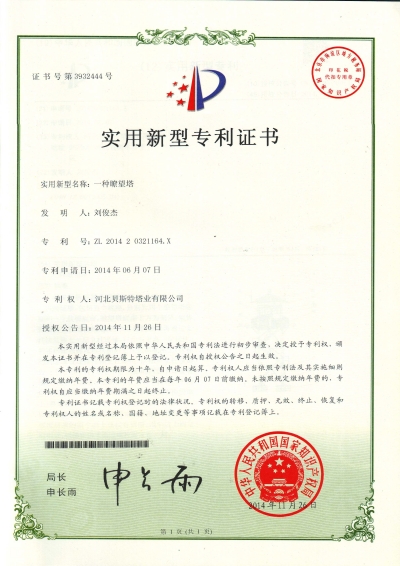 证书号第3932444号
印花税
代缴专用章
实用新型专利证书
实用新型名称：一种瞭望塔
发 明 人：刘俊杰
专 利 号：ZL 2014 2 0321164.X
专利申请日：2014年06月07日
专 利 权 人：河北贝斯特塔业有限公司
授权公告日：2014年11月26日
本实用新型经过本局依照中华人民共和国专利法进行初步审查，决定授予专利权，颁
发本证书并在专利登记簿上予以登记。专利权自授权公告之日起生效。
本专利的专利权期限为十年，自申请日起算。专利权人应当依照专利法及其实施细则
规定缴纳年费。本专利的年费应当在每年06月07日前缴纳。未按照规定缴纳年费的，专
利权自应当缴纳年费期满之日起终止。
专利证书记载专利权登记时的法律状况。专利权的转移、质押、无效、终止、恢复和
专利权人的姓名或名称、国籍、地址变更等事项记载在专利登记簿上。
局长
申长雨
申长雨
中华人民共和国国家知识产权局
2014年11月26日
第 1 页 (共 1 页)